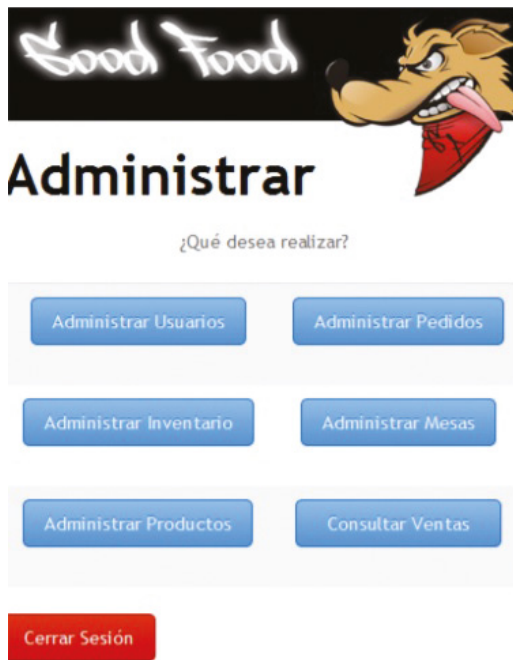 Good Food
Administrar
¿Qué desea realizar?
Administrar Usuarios Administrar Pedidos
Administrar Inventario Administrar Mesas
Administrar Productos Consultar Ventas
Cerrar Sesión